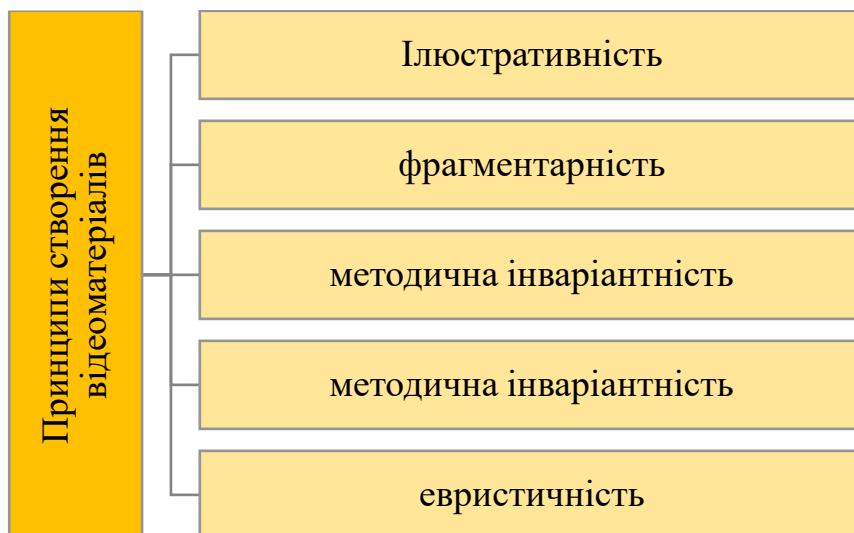 Принципи створення
відеоматеріалів
Ілюстративність
фрагментарність
методична інваріантність
методична інваріантність
евристичність